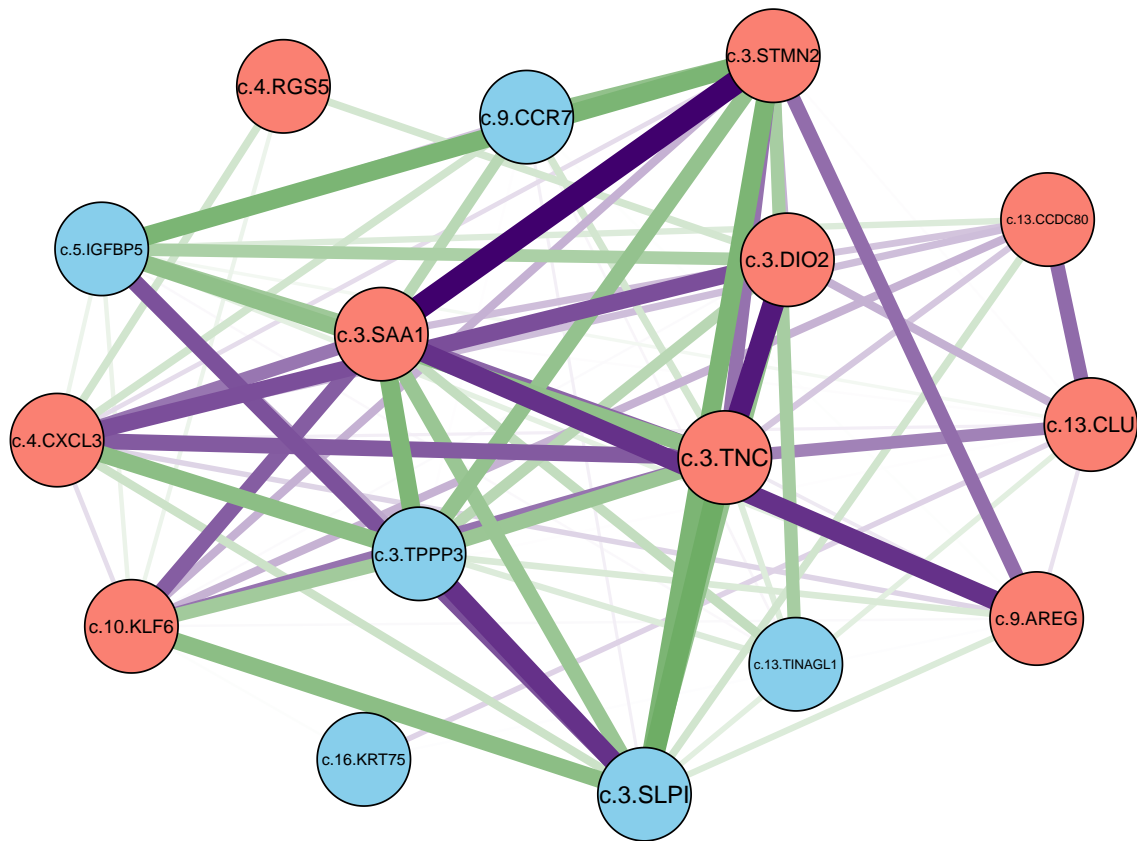 c.3.STMN2
c.4.RGS5
c.9.CCR7
c.13.CCDC80
c.5.IGFBP5
c.3.DIO2
c.3.SAA1
c.13.CLU
c.4.CXCL3
c.3.TNC
c.3.TPPP3
c.9.AREG
c.10.KLF6
c.13.TINAGL1
c.16.KRT75
c.3.SLPI